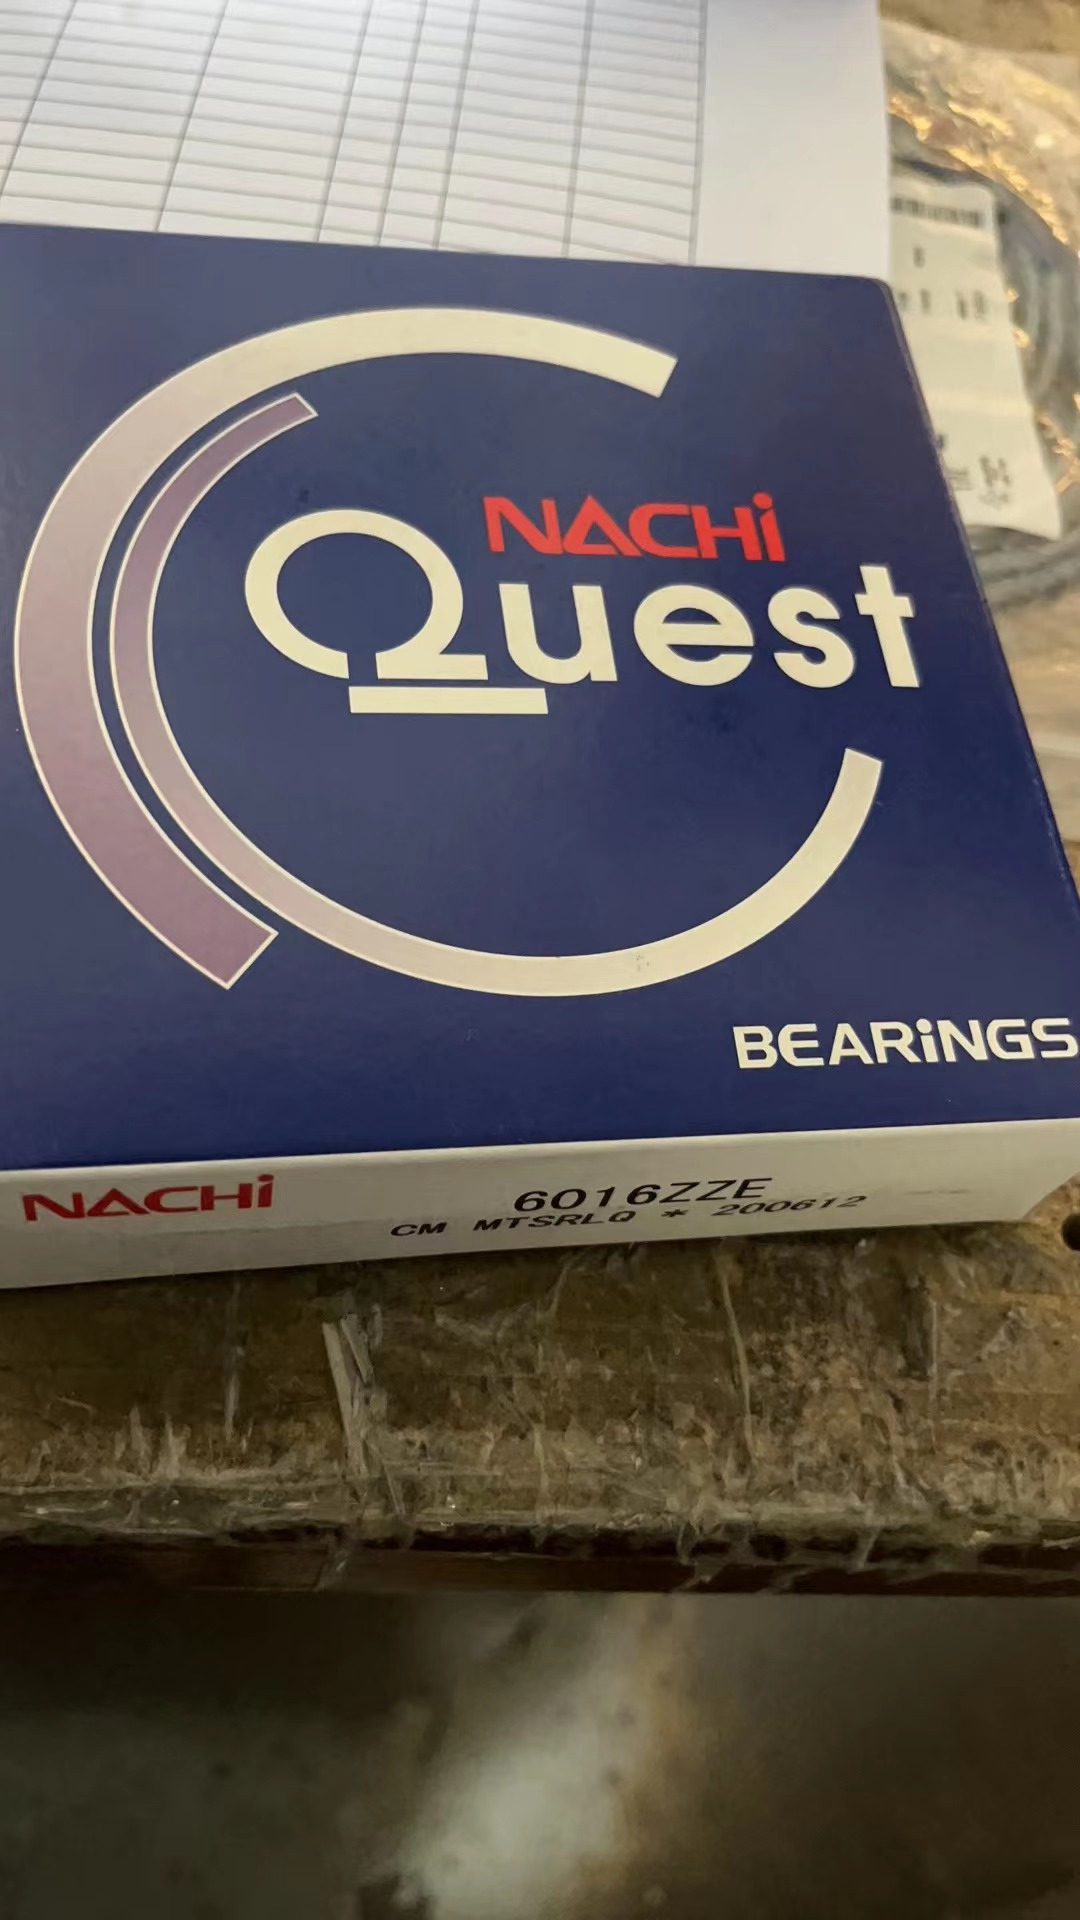 NACHi
Quest
BEARiNGS
NACHi
6016ZZE
CM MTSRLQ * 200612